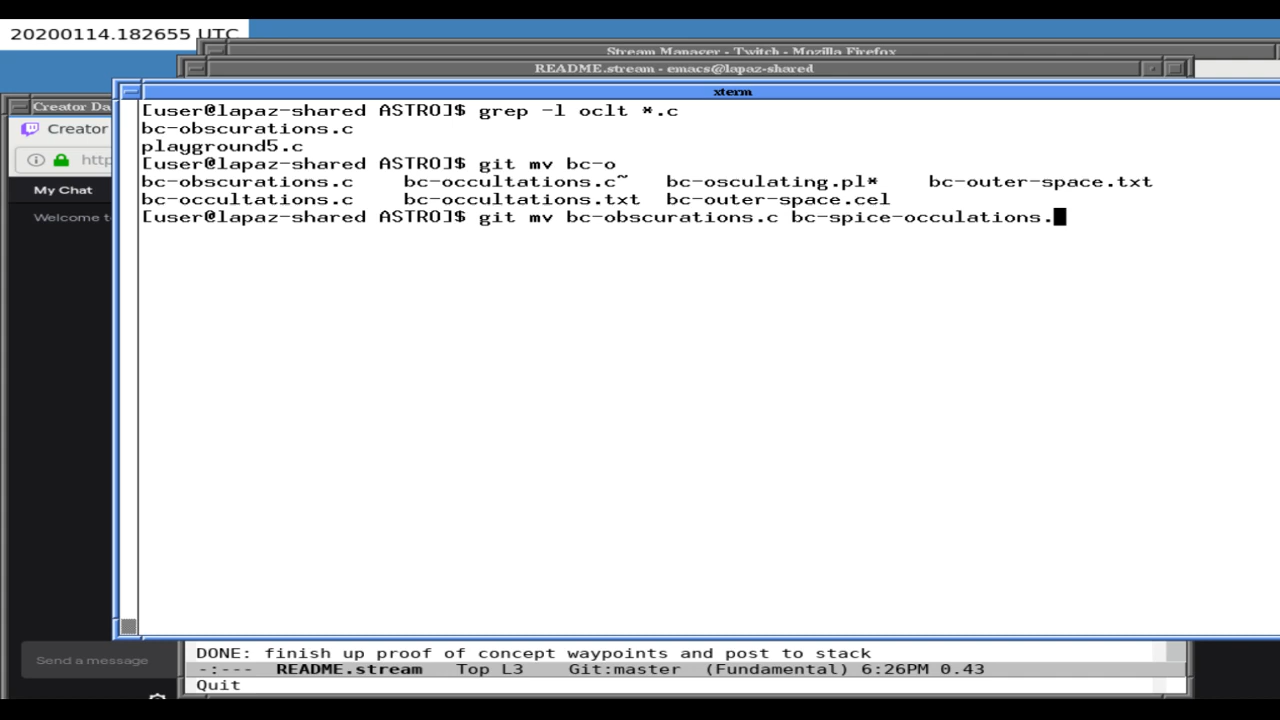 20200114.182655 UTC
Stream Manager - Twitch - Mozilla Firefox
README.stream - emacs@lapaz-shared
xterm
Creator Da
Creator
http
My Chat
Welcome to
[user@lapaz-shared ASTRO]$ grep -l oclt *.c
bc-obscurations.c
playground5.c
[user@lapaz-shared ASTRO]$ git mv bc-o
bc-obscurations.c bc-occultations.c~ bc-osculating.pl* bc-outer-space.txt
bc-occultations.c bc-occultations.txt bc-outer-space.cel
[user@lapaz-shared ASTRO]$ git mv bc-obscurations.c bc-spice-occulations.
Send a message
DONE: finish up proof of concept waypoints and post to stack
-:--- README.stream Top L3 Git:master (Fundamental) 6:26PM 0.43
Quit